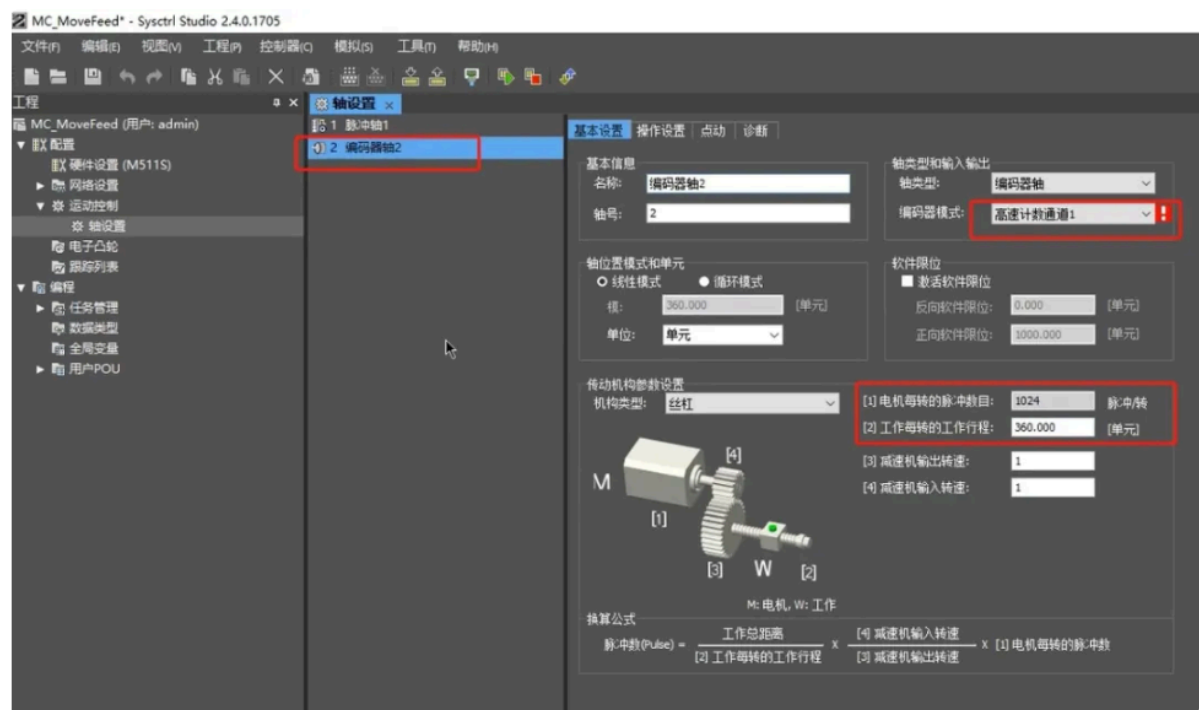 MC_MoveFeed* - Sysctrl Studio 2.4.0.1705
文件(F) 编辑(E) 视图(V) 工程(P) 控制器(C) 模拟(S) 工具(T) 帮助(H)
工程
轴设置
MC_MoveFeed (用户: admin)
配置
硬件设置 (M511S)
网络设置
运动控制
轴设置
电子凸轮
跟踪列表
编程
任务管理
数据类型
全局变量
用户POU
1 脉冲轴1
2 编码器轴2
基本设置 操作设置 点动 诊断
基本信息
名称: 编码器轴2
轴号: 2
轴类型和输入输出
轴类型: 编码器轴
编码器模式: 高速计数通道1
轴位置模式和单元
线性模式 循环模式
模: 360.000 [单元]
单位: 单元
软件限位
激活软件限位
反向软件限位: 0.000 [单元]
正向软件限位: 1000.000 [单元]
传动机构参数设置
机构类型: 丝杠
[1] 电机每转的脉冲数目: 1024 脉冲/转
[2] 工作每转的工作行程: 360.000 [单元]
[3] 减速机输出转速: 1
[4] 减速机输入转速: 1
[4]
M
[1]
[3] W [2]
M: 电机, W: 工作
换算公式
脉冲数(Pulse) = 工作总距离 / [2] 工作每转的工作行程 x [4] 减速机输入转速 / [3] 减速机输出转速 x [1] 电机每转的脉冲数